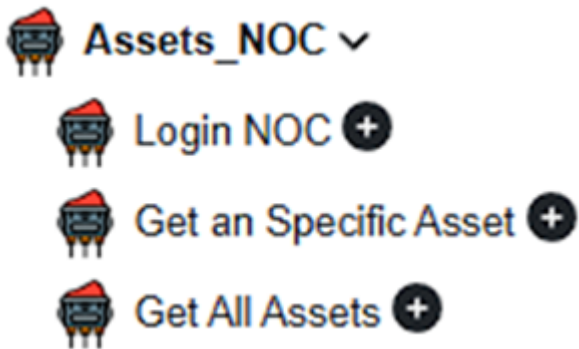 Assets_NOC
Login NOC
Get an Specific Asset
Get All Assets